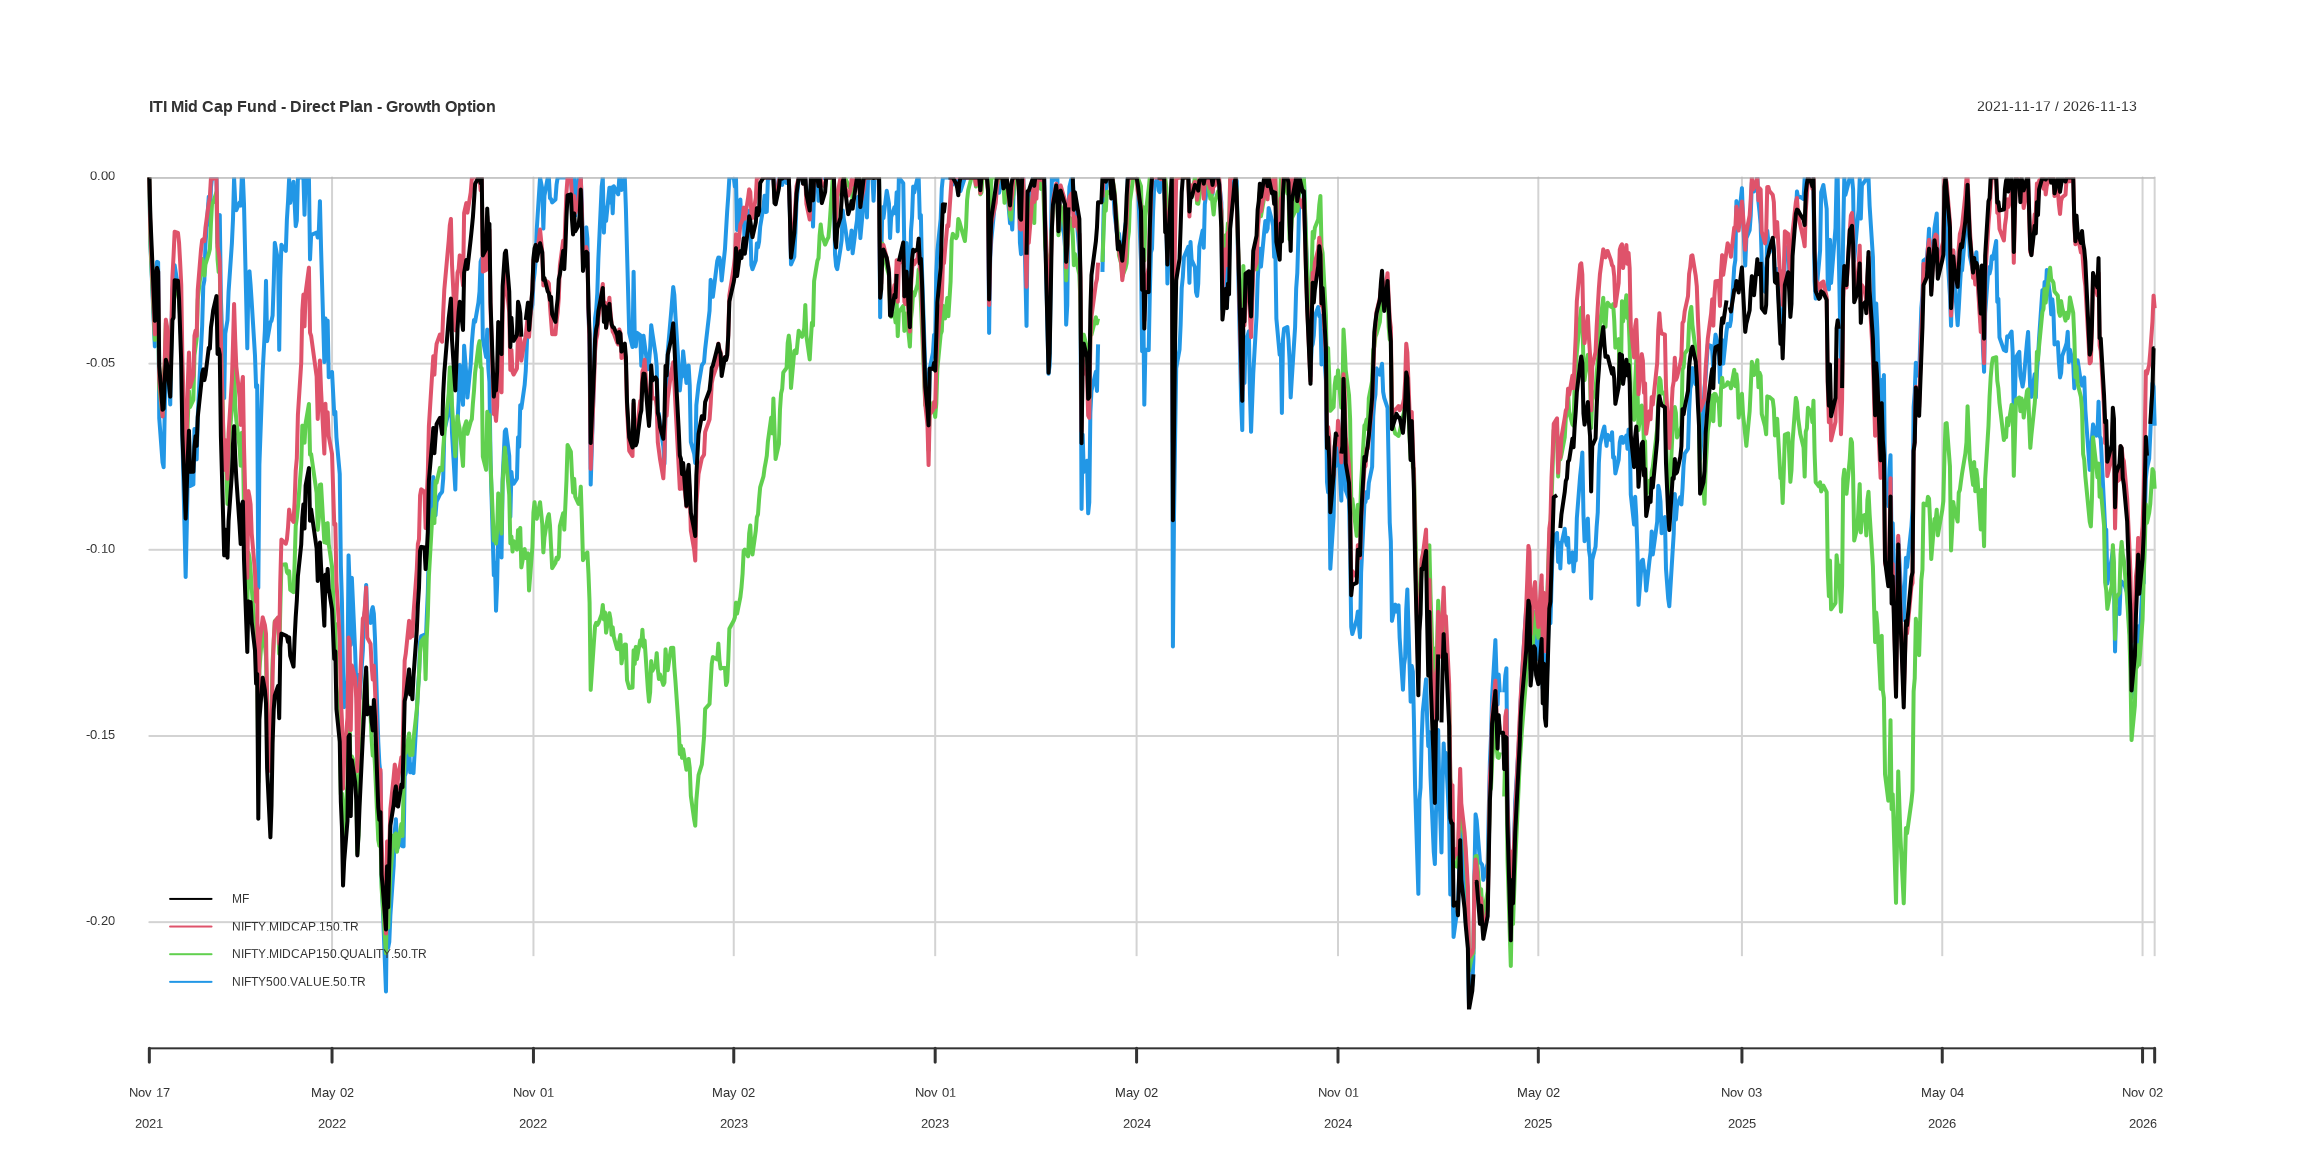 ITI Mid Cap Fund - Direct Plan - Growth Option
2021-11-17 / 2026-11-13
0.00
-0.05
-0.10
-0.15
-0.20
MF
NIFTY.MIDCAP.150.TR
NIFTY.MIDCAP150.QUALITY.50.TR
NIFTY500.VALUE.50.TR
Nov 17 May 02 Nov 01 May 02 Nov 01 May 02 Nov 01 May 02 Nov 03 May 04 Nov 02
2021 2022 2022 2023 2023 2024 2024 2025 2025 2026 2026